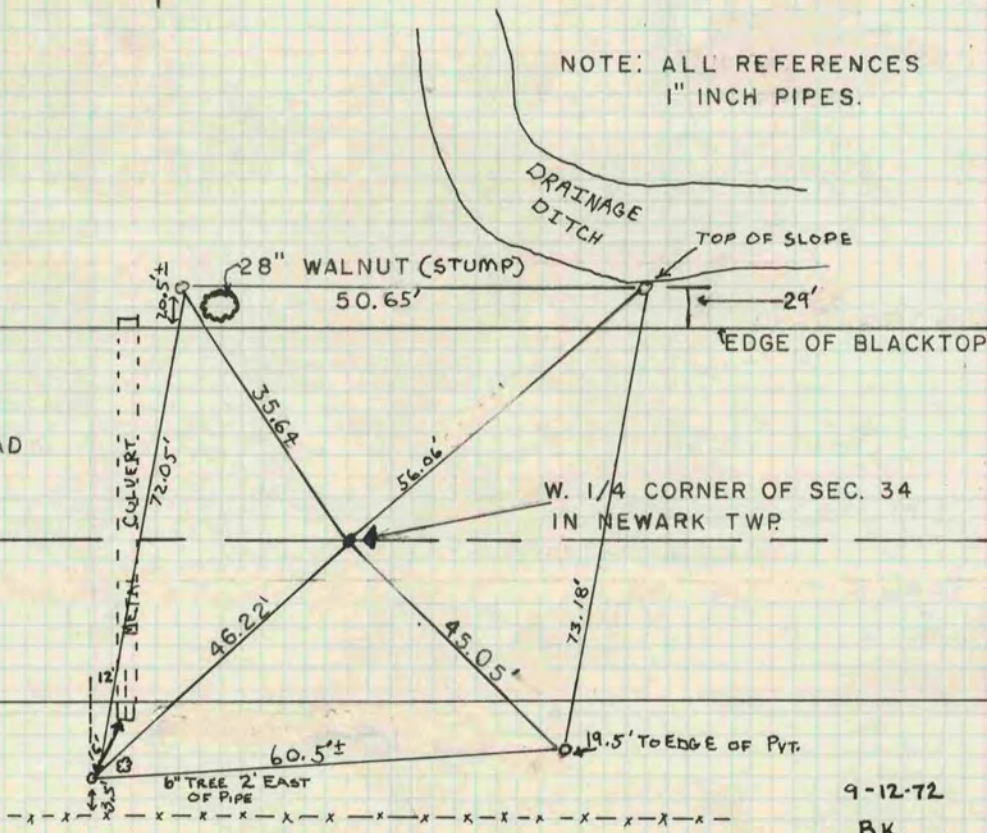 NOTE: ALL REFERENCES
1" INCH PIPES.
DRAINAGE
DITCH
TOP OF SLOPE
28" WALNUT (STUMP)
50.65'
20.5'±
29'
EDGE OF BLACKTOP
35.64
56.06'
72.05'
METAL CULVERT
AD
W. 1/4 CORNER OF SEC. 34
IN NEWARK TWP.
73.18'
46.22'
45.05'
12'
60.5'±
19.5' TO EDGE OF PVT.
6" TREE 2' EAST
OF PIPE
9-12-72
B.K.